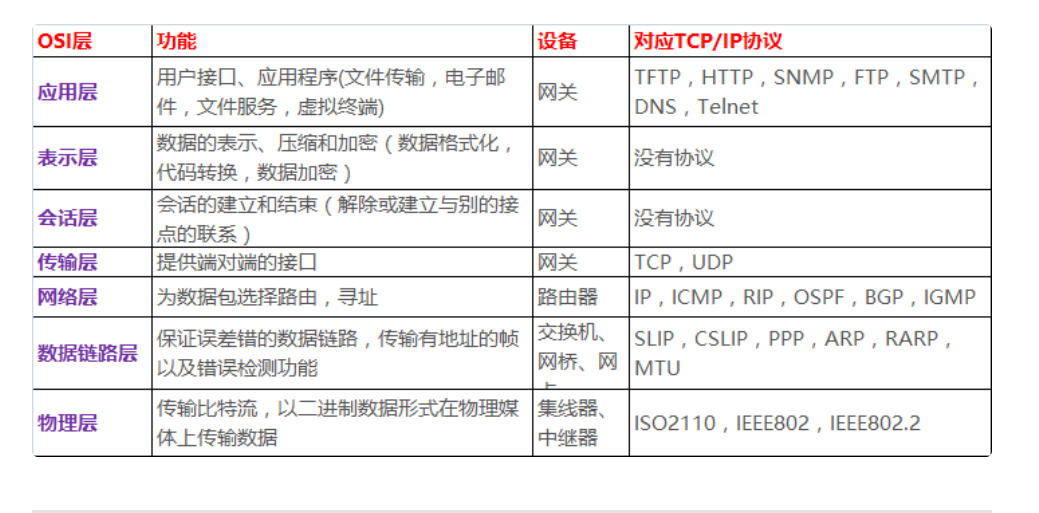 OSI层 功能 设备 对应TCP/IP协议
应用层 用户接口、应用程序(文件传输，电子邮件，文件服务，虚拟终端) 网关 TFTP，HTTP，SNMP，FTP，SMTP，DNS，Telnet
表示层 数据的表示、压缩和加密（数据格式化，代码转换，数据加密） 网关 没有协议
会话层 会话的建立和结束（解除或建立与别的接点的联系） 网关 没有协议
传输层 提供端对端的接口 网关 TCP，UDP
网络层 为数据包选择路由，寻址 路由器 IP，ICMP，RIP，OSPF，BGP，IGMP
数据链路层 保证误差错的数据链路，传输有地址的帧以及错误检测功能 交换机、网桥、网 SLIP，CSLIP，PPP，ARP，RARP，MTU
物理层 传输比特流，以二进制数据形式在物理媒体上传输数据 集线器、中继器 ISO2110，IEEE802，IEEE802.2